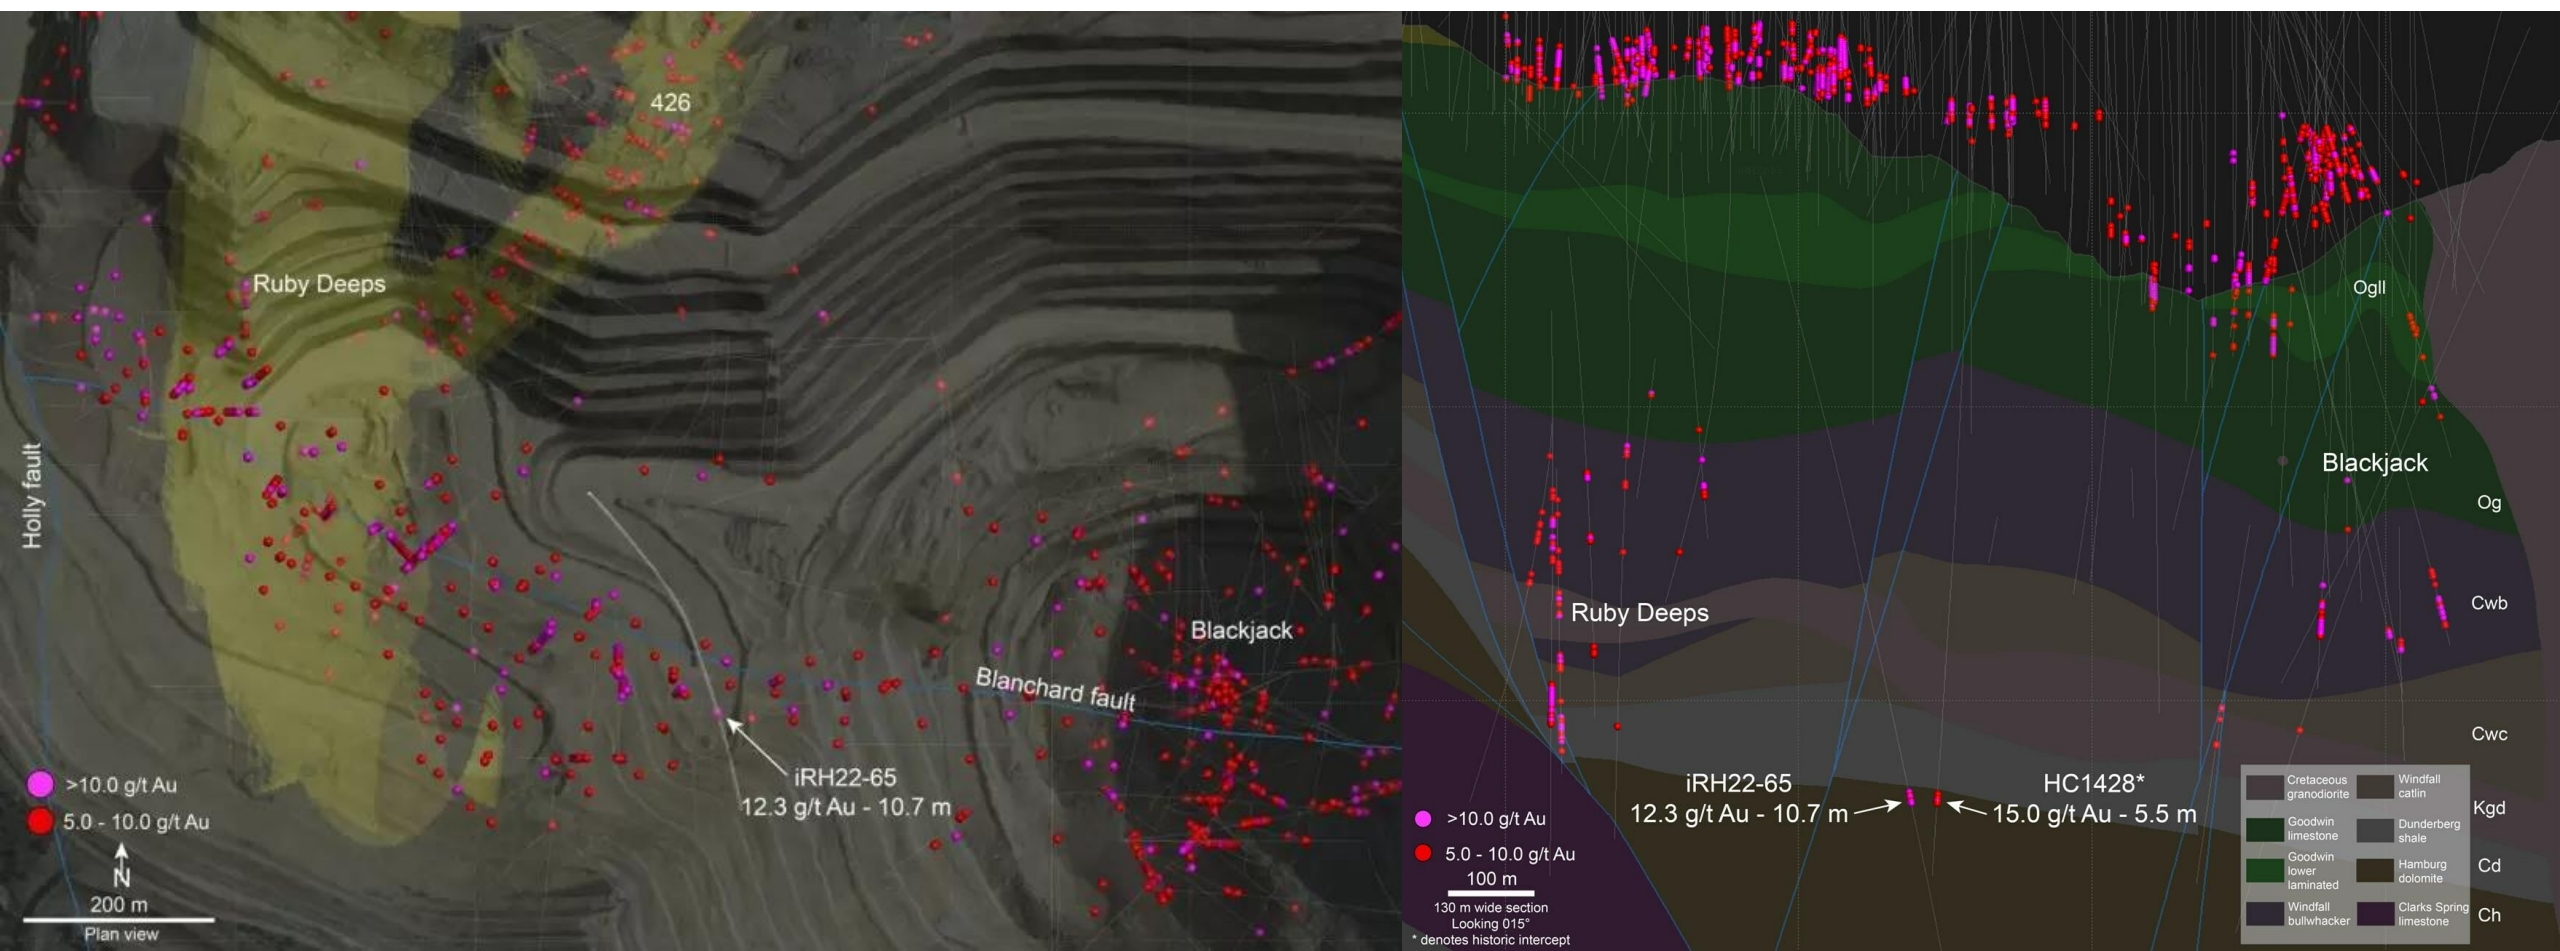 426
Ruby Deeps
Holly fault
Blackjack
Blanchard fault
iRH22-65
12.3 g/t Au - 10.7 m
>10.0 g/t Au
5.0 - 10.0 g/t Au
N
200 m
Plan view
Ogll
Blackjack
Og
Cwb
Ruby Deeps
Cwc
iRH22-65
12.3 g/t Au - 10.7 m
HC1428*
15.0 g/t Au - 5.5 m
>10.0 g/t Au
5.0 - 10.0 g/t Au
100 m
130 m wide section
Looking 015°
* denotes historic intercept
Cretaceous
granodiorite
Windfall
catlin
Kgd
Goodwin
limestone
Dunderberg
shale
Goodwin
lower
laminated
Hamburg
dolomite
Cd
Windfall
bullwhacker
Clarks Spring
limestone
Ch